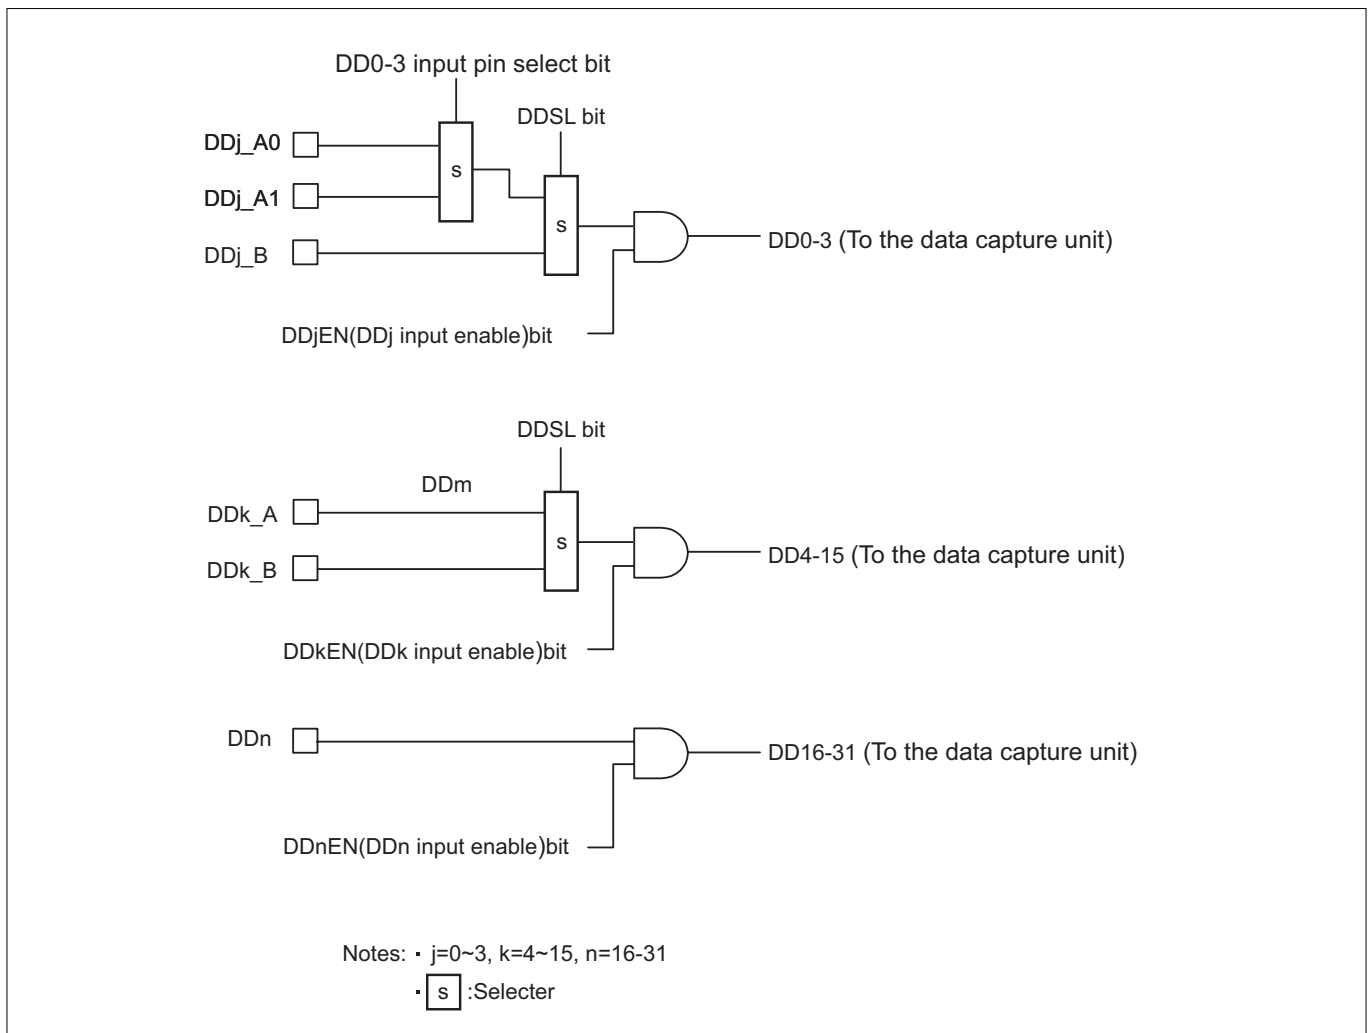 DD0-3 input pin select bit
DDSL bit
DDj_A0
s
DDj_A1
s
DDj_B
DD0-3 (To the data capture unit)
DDjEN(DDj input enable)bit
DDSL bit
DDm
DDk_A
s
DDk_B
DD4-15 (To the data capture unit)
DDkEN(DDk input enable)bit
DDn
DD16-31 (To the data capture unit)
DDnEN(DDn input enable)bit
Notes: · j=0~3, k=4~15, n=16-31
· s :Selecter